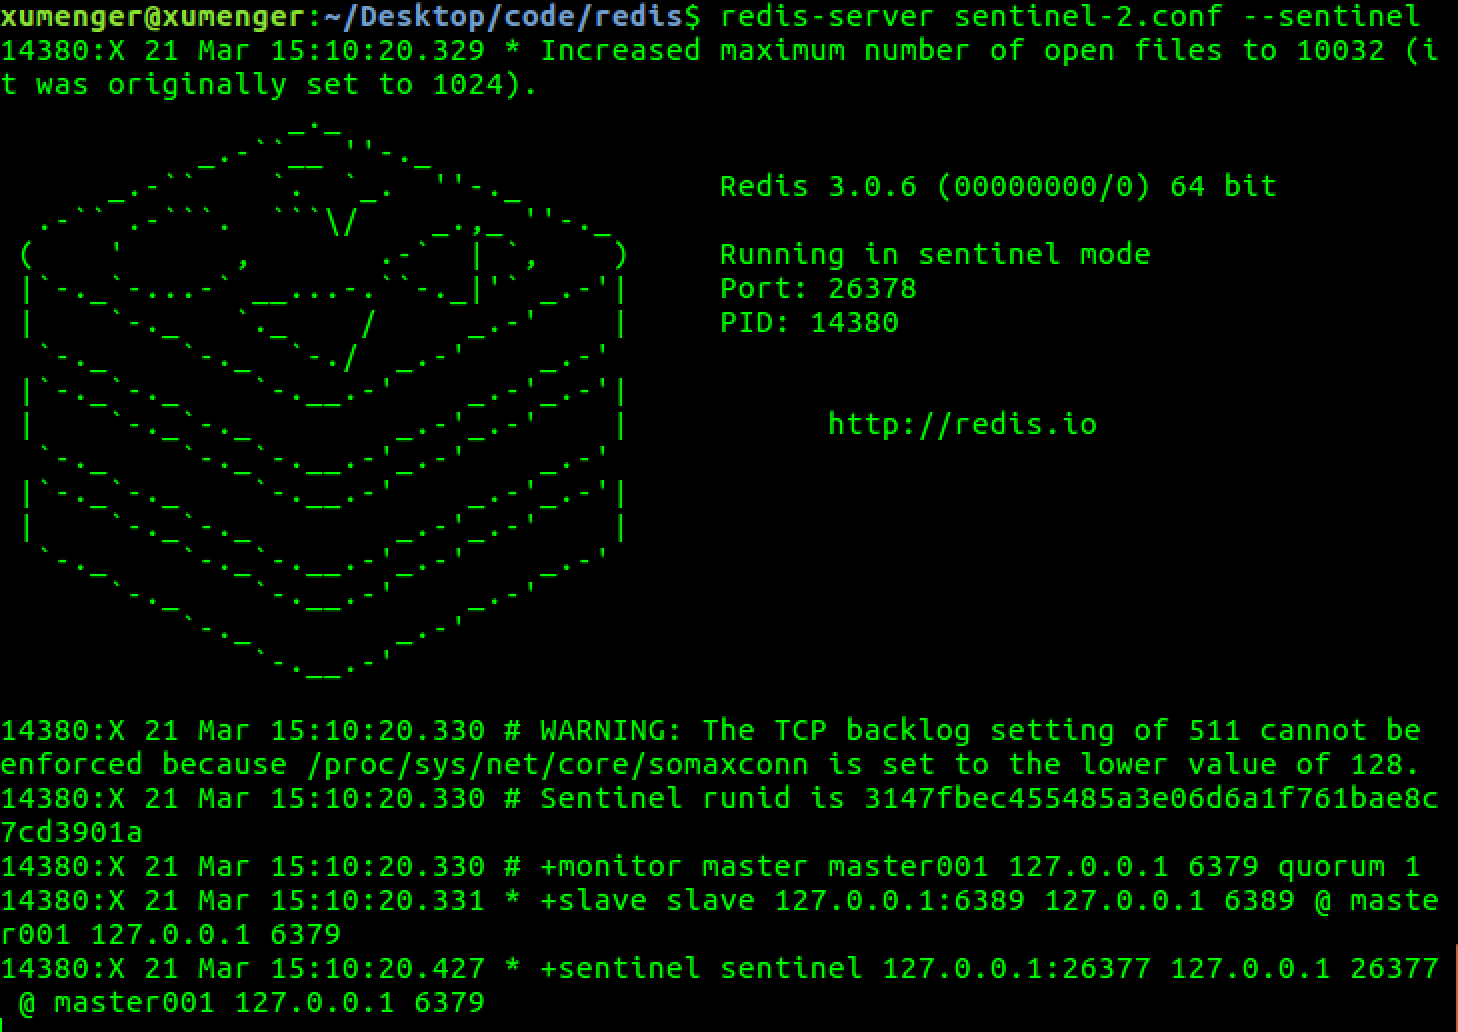 xumenger@xumenger:~/Desktop/code/redis$ redis-server sentinel-2.conf --sentinel
14380:X 21 Mar 15:10:20.329 * Increased maximum number of open files to 10032 (i
t was originally set to 1024).
Redis 3.0.6 (00000000/0) 64 bit
Running in sentinel mode
Port: 26378
PID: 14380
http://redis.io
14380:X 21 Mar 15:10:20.330 # WARNING: The TCP backlog setting of 511 cannot be
enforced because /proc/sys/net/core/somaxconn is set to the lower value of 128.
14380:X 21 Mar 15:10:20.330 # Sentinel runid is 3147fbec455485a3e06d6a1f761bae8c
7cd3901a
14380:X 21 Mar 15:10:20.330 # +monitor master master001 127.0.0.1 6379 quorum 1
14380:X 21 Mar 15:10:20.331 * +slave slave 127.0.0.1:6389 127.0.0.1 6389 @ maste
r001 127.0.0.1 6379
14380:X 21 Mar 15:10:20.427 * +sentinel sentinel 127.0.0.1:26377 127.0.0.1 26377
 @ master001 127.0.0.1 6379